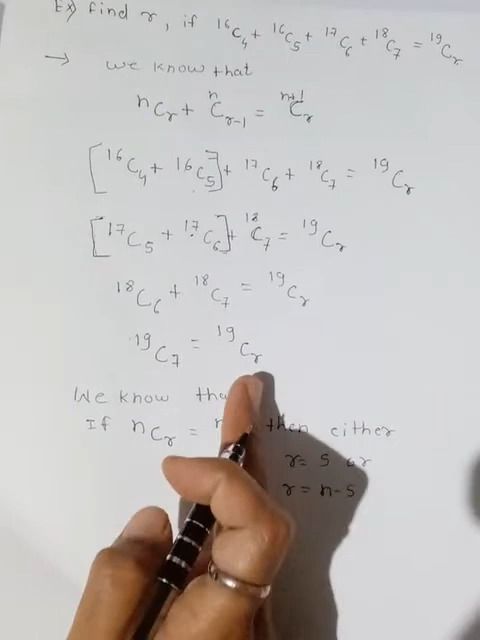 Ex) find r, if ¹⁶C₄ + ¹⁶C₅ + ¹⁷C₆ + ¹⁸C₇ = ¹⁹Cᵣ
→ we know that
ⁿCᵣ + ⁿCᵣ₋₁ = ⁿ⁺¹Cᵣ
[¹⁶C₄ + ¹⁶C₅] + ¹⁷C₆ + ¹⁸C₇ = ¹⁹Cᵣ
[¹⁷C₅ + ¹⁷C₆] + ¹⁸C₇ = ¹⁹Cᵣ
¹⁸C₆ + ¹⁸C₇ = ¹⁹Cᵣ
¹⁹C₇ = ¹⁹Cᵣ
We know
If ⁿCᵣ = then either
r = s or
r = n-s